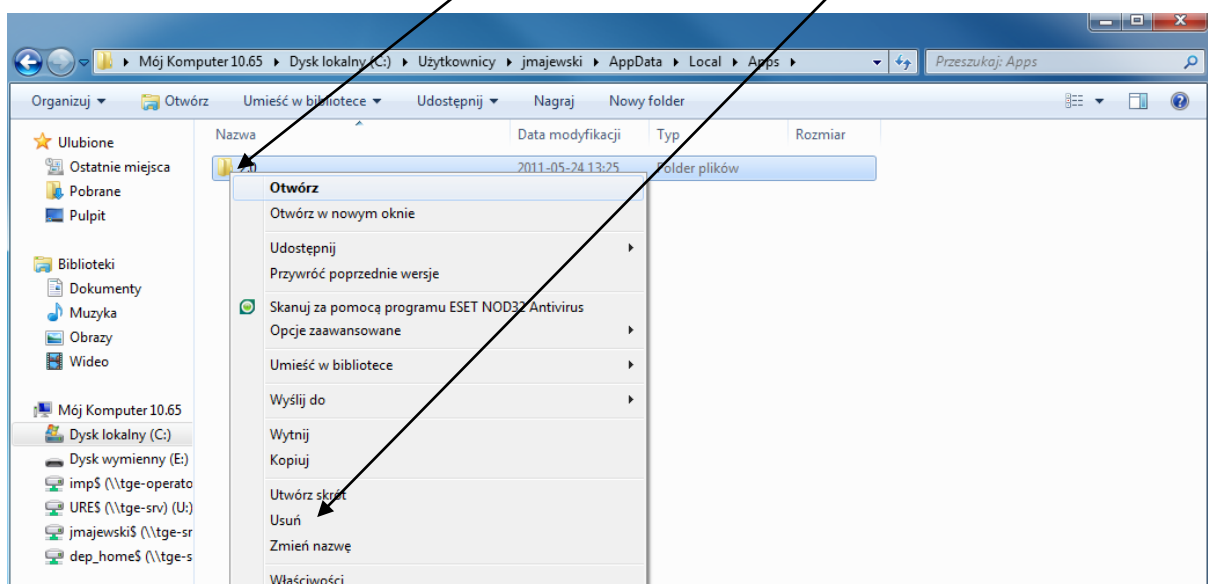 Mój Komputer 10.65 Dysk lokalny (C:) Użytkownicy jmajewski AppData Local Apps Przeszukaj: Apps
Organizuj Otwórz Umieść w bibliotece Udostępnij Nagraj Nowy folder
Nazwa Data modyfikacji Typ Rozmiar
2.0 2011-05-24 13:25 Folder plików
Ulubione
Ostatnie miejsca
Pobrane
Pulpit
Biblioteki
Dokumenty
Muzyka
Obrazy
Wideo
Mój Komputer 10.65
Dysk lokalny (C:)
Dysk wymienny (E:)
imp$ (\\tge-operato
URE$ (\\tge-srv) (U:)
jmajewski$ (\\tge-sr
dep_home$ (\\tge-s
Otwórz
Otwórz w nowym oknie
Udostępnij
Przywróć poprzednie wersje
Skanuj za pomocą programu ESET NOD32 Antivirus
Opcje zaawansowane
Umieść w bibliotece
Wyślij do
Wytnij
Kopiuj
Utwórz skrót
Usuń
Zmień nazwę
Właściwości